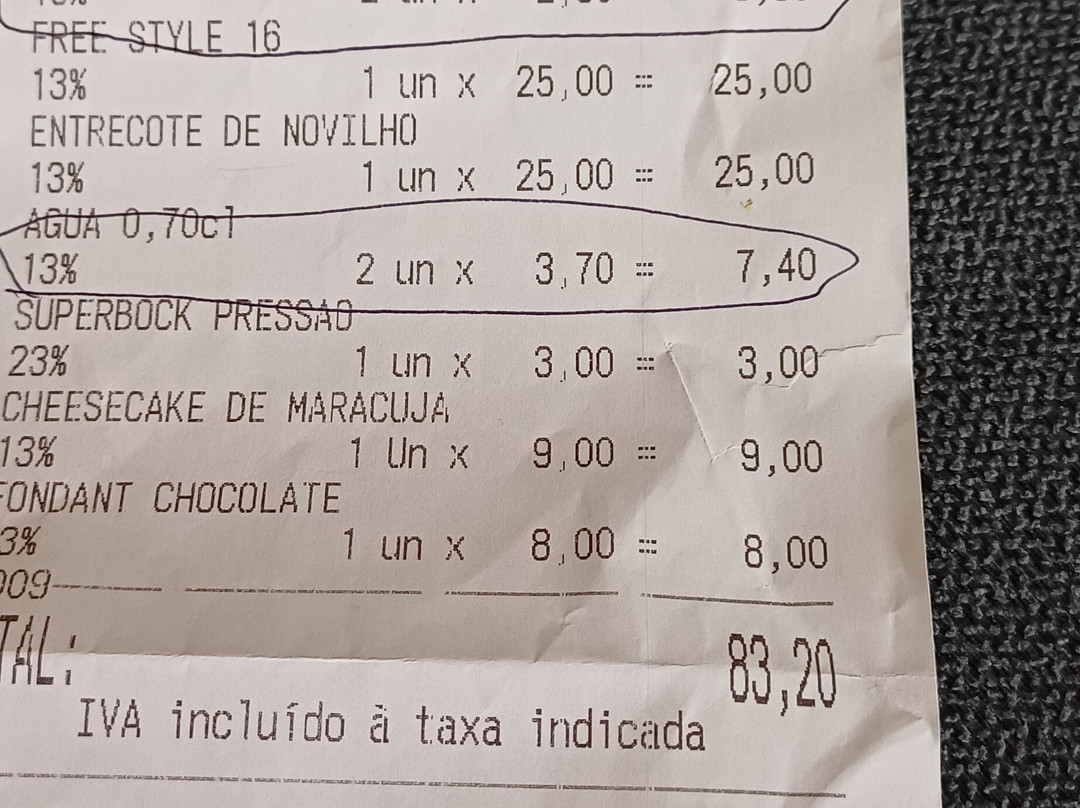 FREE STYLE 16
13% 1 un x 25,00 = 25,00
ENTRECOTE DE NOVILHO
13% 1 un x 25,00 = 25,00
AGUA 0,70cl
13% 2 un x 3,70 = 7,40
SUPERBOCK PRESSAO
23% 1 un x 3,00 = 3,00
CHEESECAKE DE MARACUJA
13% 1 Un x 9,00 = 9,00
FONDANT CHOCOLATE
3% 1 un x 8,00 = 8,00
009
TAL: 83,20
IVA incluído à taxa indicada